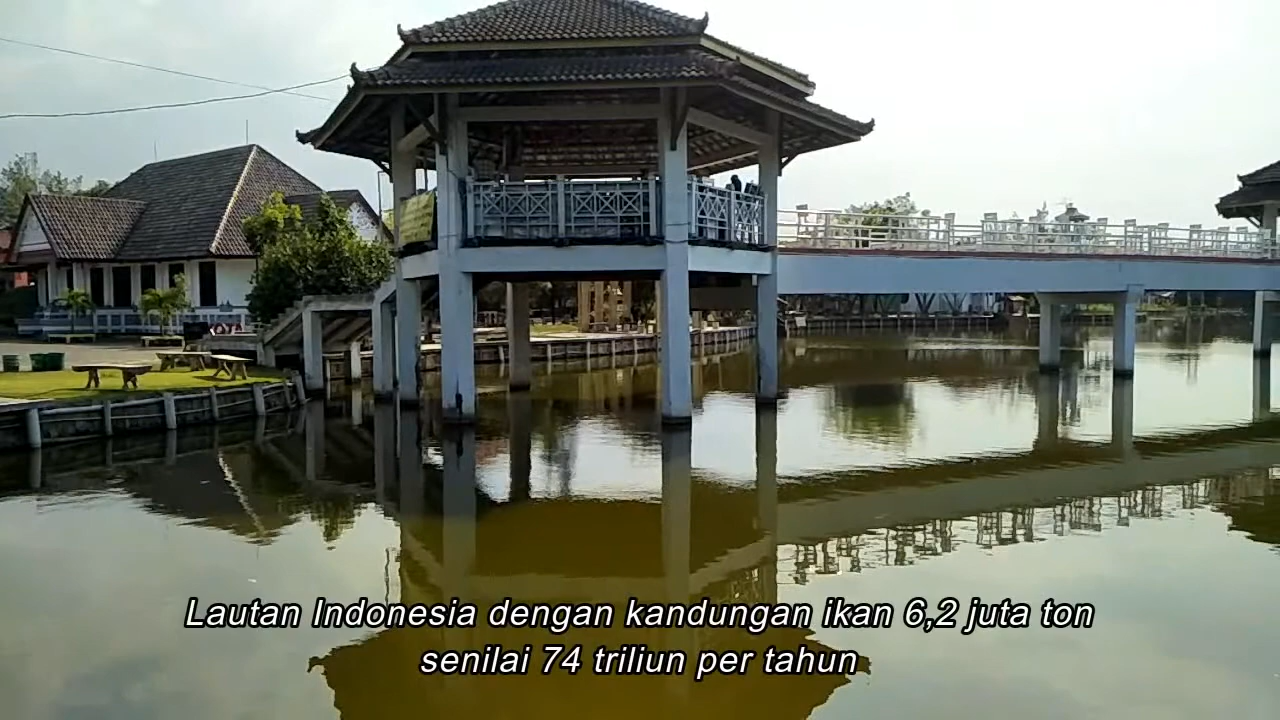 Lautan Indonesia dengan kandungan ikan 6,2 juta ton
senilai 74 triliun per tahun